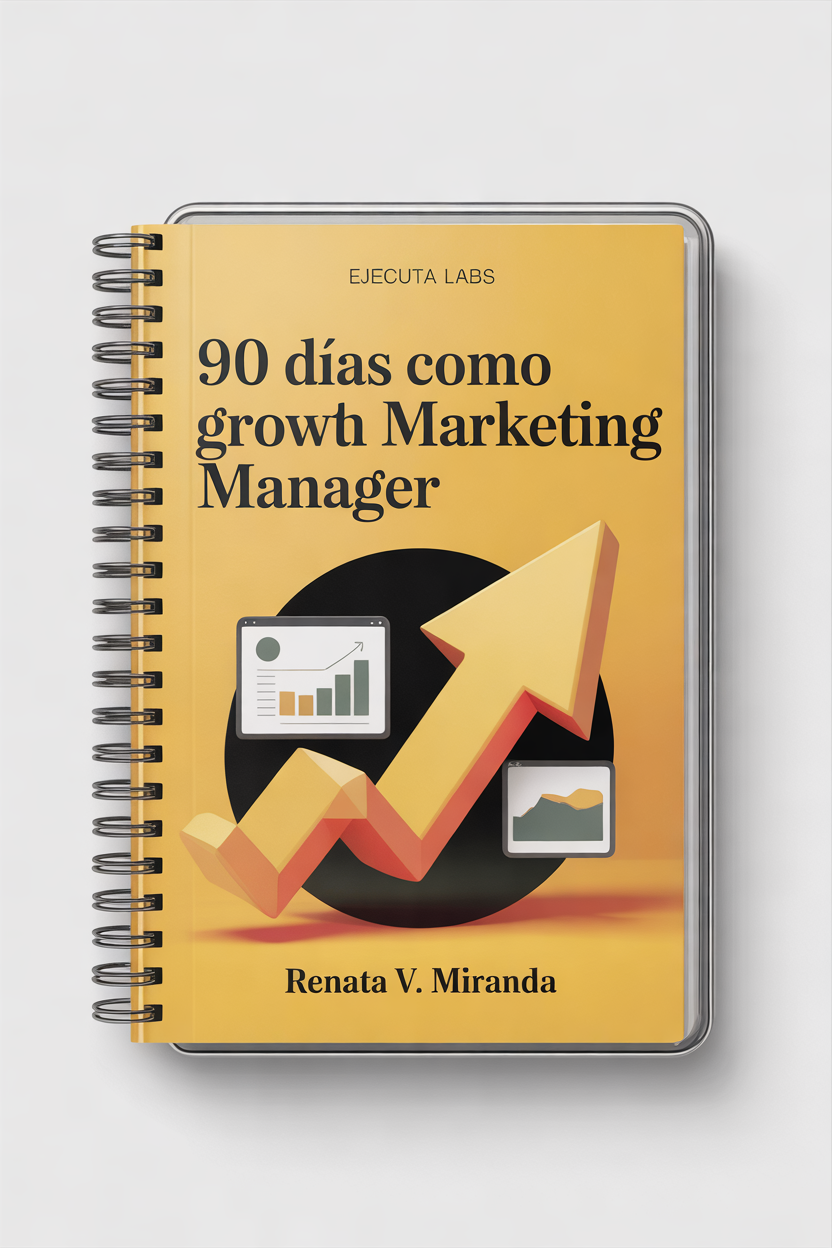 EJECUTA LABS
90 días como
growth Marketing
Manager
Renata V. Miranda